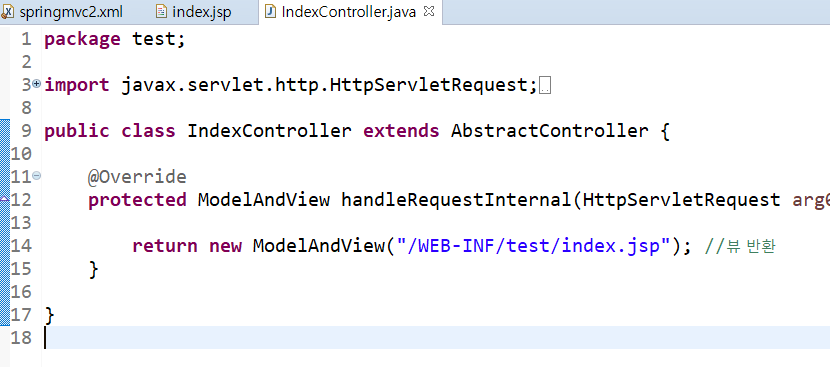 springmvc2.xml index.jsp IndexController.java
1 package test;
2
3 import javax.servlet.http.HttpServletRequest;
8
9 public class IndexController extends AbstractController {
10
11 @Override
12 protected ModelAndView handleRequestInternal(HttpServletRequest arg0
13
14 return new ModelAndView("/WEB-INF/test/index.jsp"); //뷰 반환
15 }
16
17 }
18